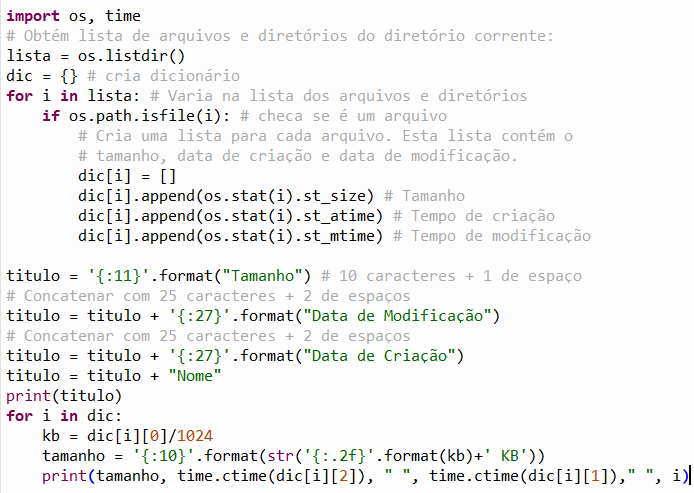 import os, time
# Obtém lista de arquivos e diretórios do diretório corrente:
lista = os.listdir()
dic = {} # cria dicionário
for i in lista: # Varia na lista dos arquivos e diretórios
    if os.path.isfile(i): # checa se é um arquivo
        # Cria uma lista para cada arquivo. Esta lista contém o
        # tamanho, data de criação e data de modificação.
        dic[i] = []
        dic[i].append(os.stat(i).st_size) # Tamanho
        dic[i].append(os.stat(i).st_atime) # Tempo de criação
        dic[i].append(os.stat(i).st_mtime) # Tempo de modificação

titulo = '{:11}'.format("Tamanho") # 10 caracteres + 1 de espaço
# Concatenar com 25 caracteres + 2 de espaços
titulo = titulo + '{:27}'.format("Data de Modificação")
# Concatenar com 25 caracteres + 2 de espaços
titulo = titulo + '{:27}'.format("Data de Criação")
titulo = titulo + "Nome"
print(titulo)
for i in dic:
    kb = dic[i][0]/1024
    tamanho = '{:10}'.format(str('{:.2f}'.format(kb)+' KB'))
    print(tamanho, time.ctime(dic[i][2]), " ", time.ctime(dic[i][1])," ", i)